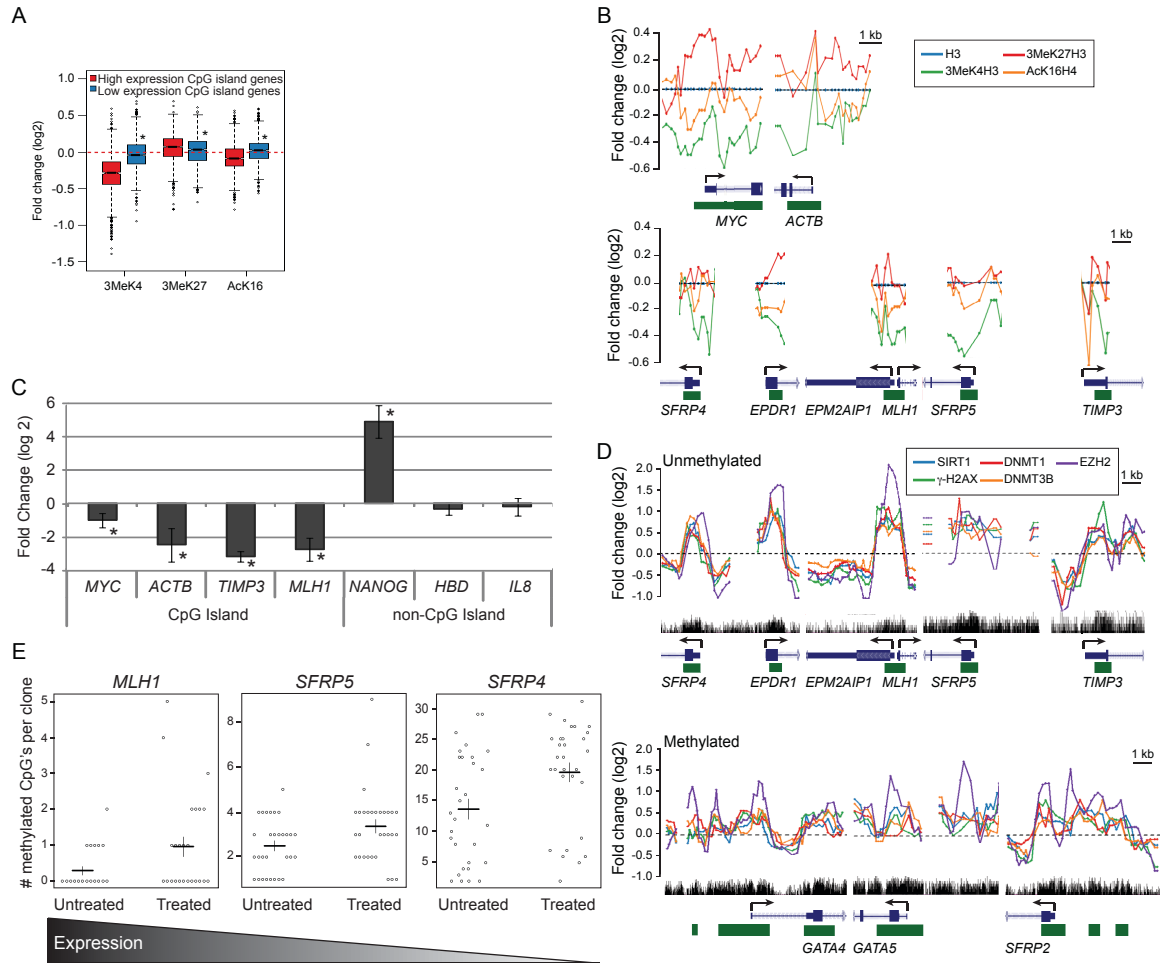 A
High expression CpG island genes
Low expression CpG island genes
Fold change (log2)
1.0
0.5
0.0
-0.5
-1.0
-1.5
* * *
3MeK4 3MeK27 AcK16
B
1 kb
H3 3MeK27H3
3MeK4H3 AcK16H4
Fold change (log2)
0.4
0.2
0
-0.2
-0.4
-0.6
MYC ACTB
1 kb
Fold change (log2)
0.4
0.2
0
-0.2
-0.4
-0.6
SFRP4 EPDR1 EPM2AIP1 MLH1 SFRP5 TIMP3
C
Fold Change (log 2)
6
4
2
0
-2
-4
* * * * *
MYC ACTB TIMP3 MLH1 NANOG HBD IL8
CpG Island non-CpG Island
D
Unmethylated
SIRT1 DNMT1 EZH2
γ-H2AX DNMT3B
1 kb
Fold change (log2)
2.0
1.5
1.0
0.5
0.0
-0.5
-1.0
SFRP4 EPDR1 EPM2AIP1 MLH1 SFRP5 TIMP3
Methylated
1 kb
Fold change (log2)
2.0
1.5
1.0
0.5
0.0
-0.5
-1.0
GATA4 GATA5 SFRP2
E
MLH1 SFRP5 SFRP4
# methylated CpG's per clone
5
4
3
2
1
0
8
6
4
2
30
20
10
0
Untreated Treated Untreated Treated Untreated Treated
Expression